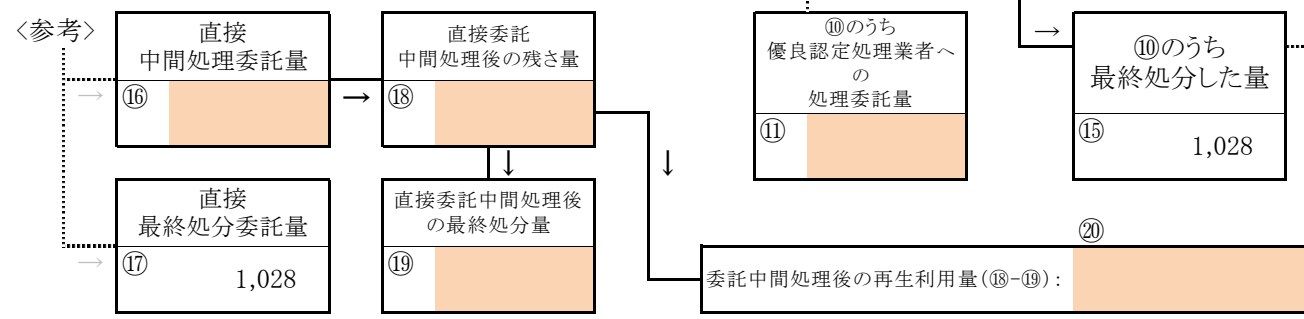 〈参考〉
直接
中間処理委託量
→
⑯
→
直接委託
中間処理後の残さ量
⑱
⑩のうち
優良認定処理業者へ
の
処理委託量
⑪
→
⑩のうち
最終処分した量
⑮
1,028
↓
↓
直接
最終処分委託量
→
⑰
1,028
直接委託中間処理後
の最終処分量
⑲
⑳
委託中間処理後の再生利用量(⑱-⑲)：